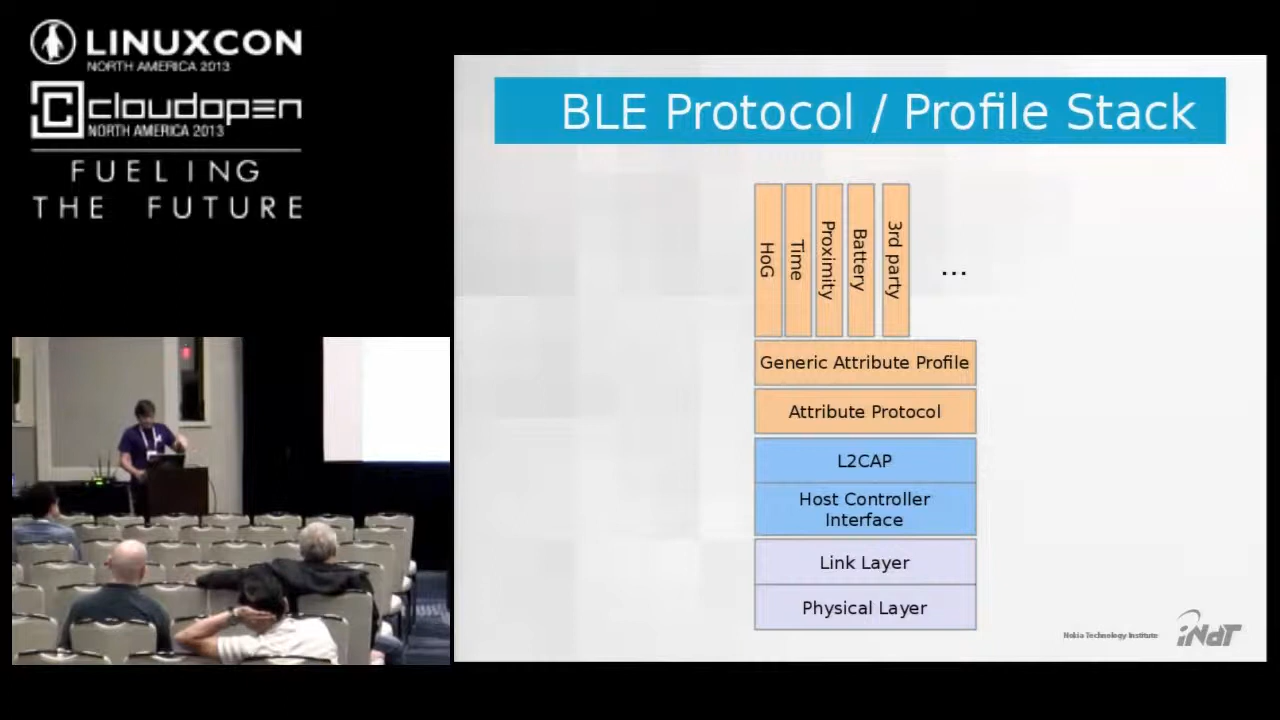 LINUXCON
NORTH AMERICA 2013
cloudopen
NORTH AMERICA 2013
FUELING
THE FUTURE
BLE Protocol / Profile Stack
HoG
Time
Proximity
Battery
3rd party
...
Generic Attribute Profile
Attribute Protocol
L2CAP
Host Controller
Interface
Link Layer
Physical Layer
Nokia Technology Institute
iNdT